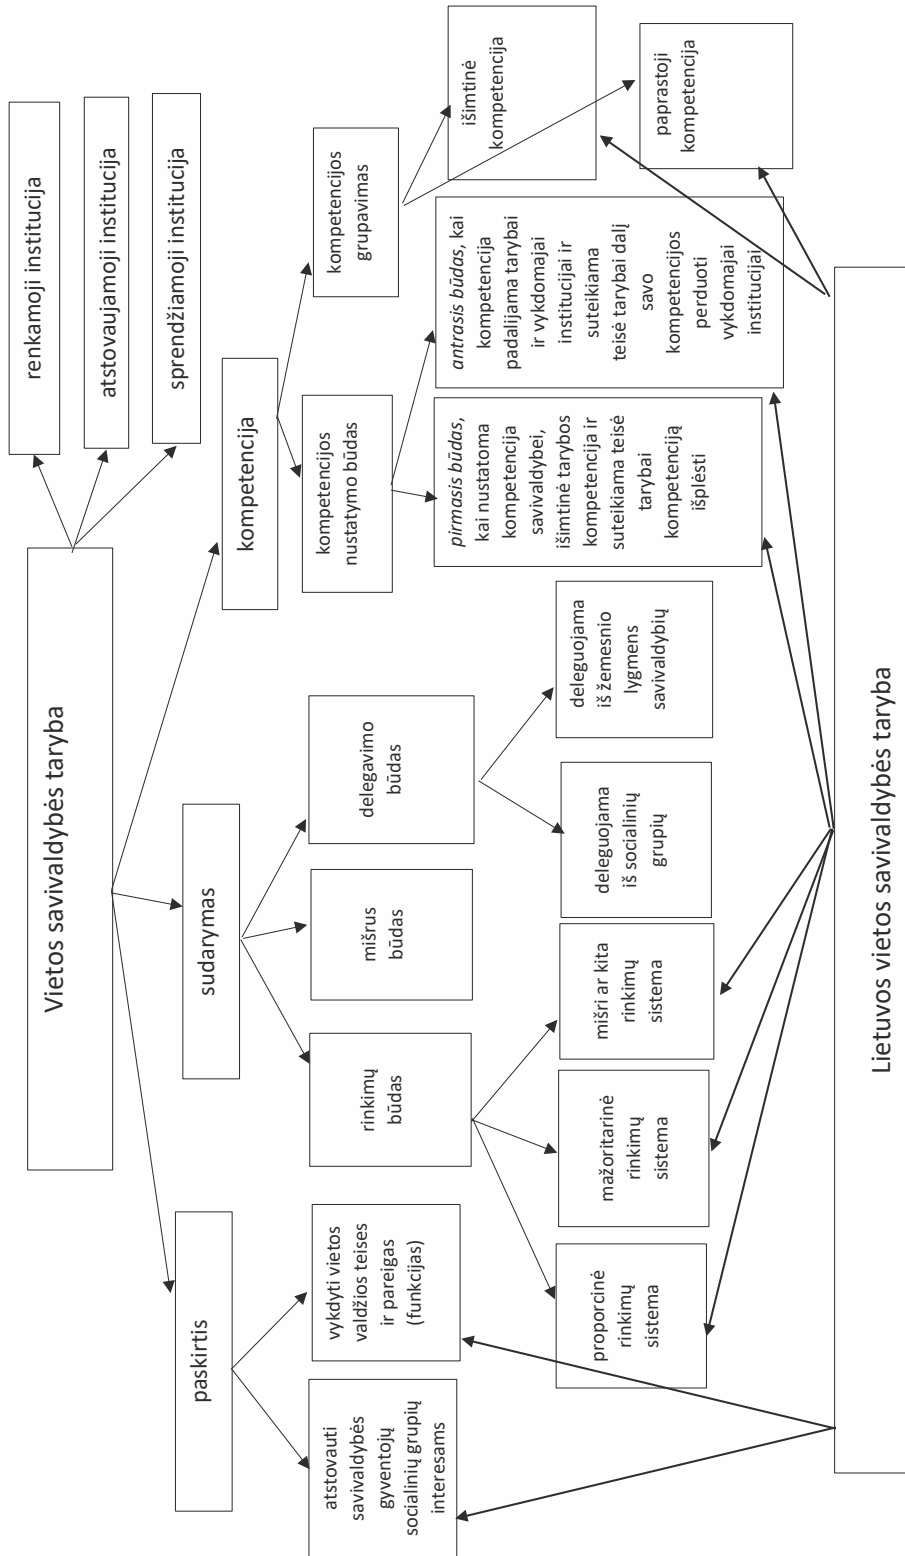 Vietos savivaldybės taryba
renkamoji institucija
atstovaujamoji institucija
sprendžiamoji institucija
paskirtis
sudarymas
kompetencija
atstovauti
savivaldybės
gyventojų
socialinių grupių
interesams
vykdyti vietos
valdžios teises
ir pareigas
(funkcijas)
rinkimų
būdas
mišrus
būdas
delegavimo
būdas
kompetencijos
nustatymo būdas
kompetencijos
grupavimas
proporcinė
rinkimų
sistema
mažoritarinė
rinkimų
sistema
mišri ar kita
rinkimų
sistema
deleguojama
iš socialinių
grupių
deleguojama
iš žemesnio
lygmens
savivaldybių
pirmasis būdas,
kai nustatoma
kompetencija
savivaldybei,
išimtinė tarybos
kompetencija ir
suteikiama teisė
tarybai
kompetenciją
išplėsti
antrasis būdas, kai
kompetencija
padalijama tarybai
ir vykdomajai
institucijai ir
suteikiama
teisė tarybai dalį
savo
kompetencijos
perduoti
vykdomajai
institucijai
išimtinė
kompetencija
paprastoji
kompetencija
Lietuvos vietos savivaldybės taryba